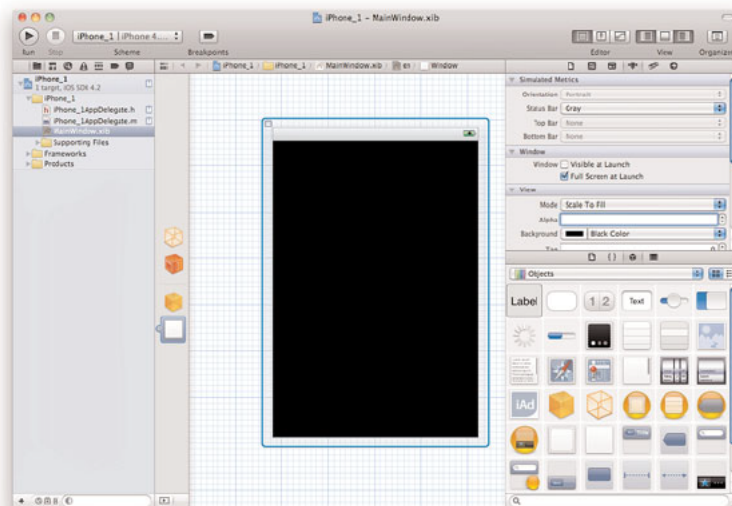 iPhone_1 - MainWindow.xib
iPhone_1 | iPhone 4....
Run Stop Scheme Breakpoints Editor View Organizer
iPhone_1 iPhone_1 MainWindow.xib en Window
iPhone_1
1 target, iOS SDK 4.2
iPhone_1
iPhone_1AppDelegate.h
iPhone_1AppDelegate.m
MainWindow.xib
Supporting Files
Frameworks
Products
Simulated Metrics
Orientation Portrait
Status Bar Gray
Top Bar None
Bottom Bar None
Window
Window Visible at Launch
Full Screen at Launch
View
Mode Scale To Fill
Alpha
Background Black Color
Tag 0
Objects
Label 1 2 Text
iAd